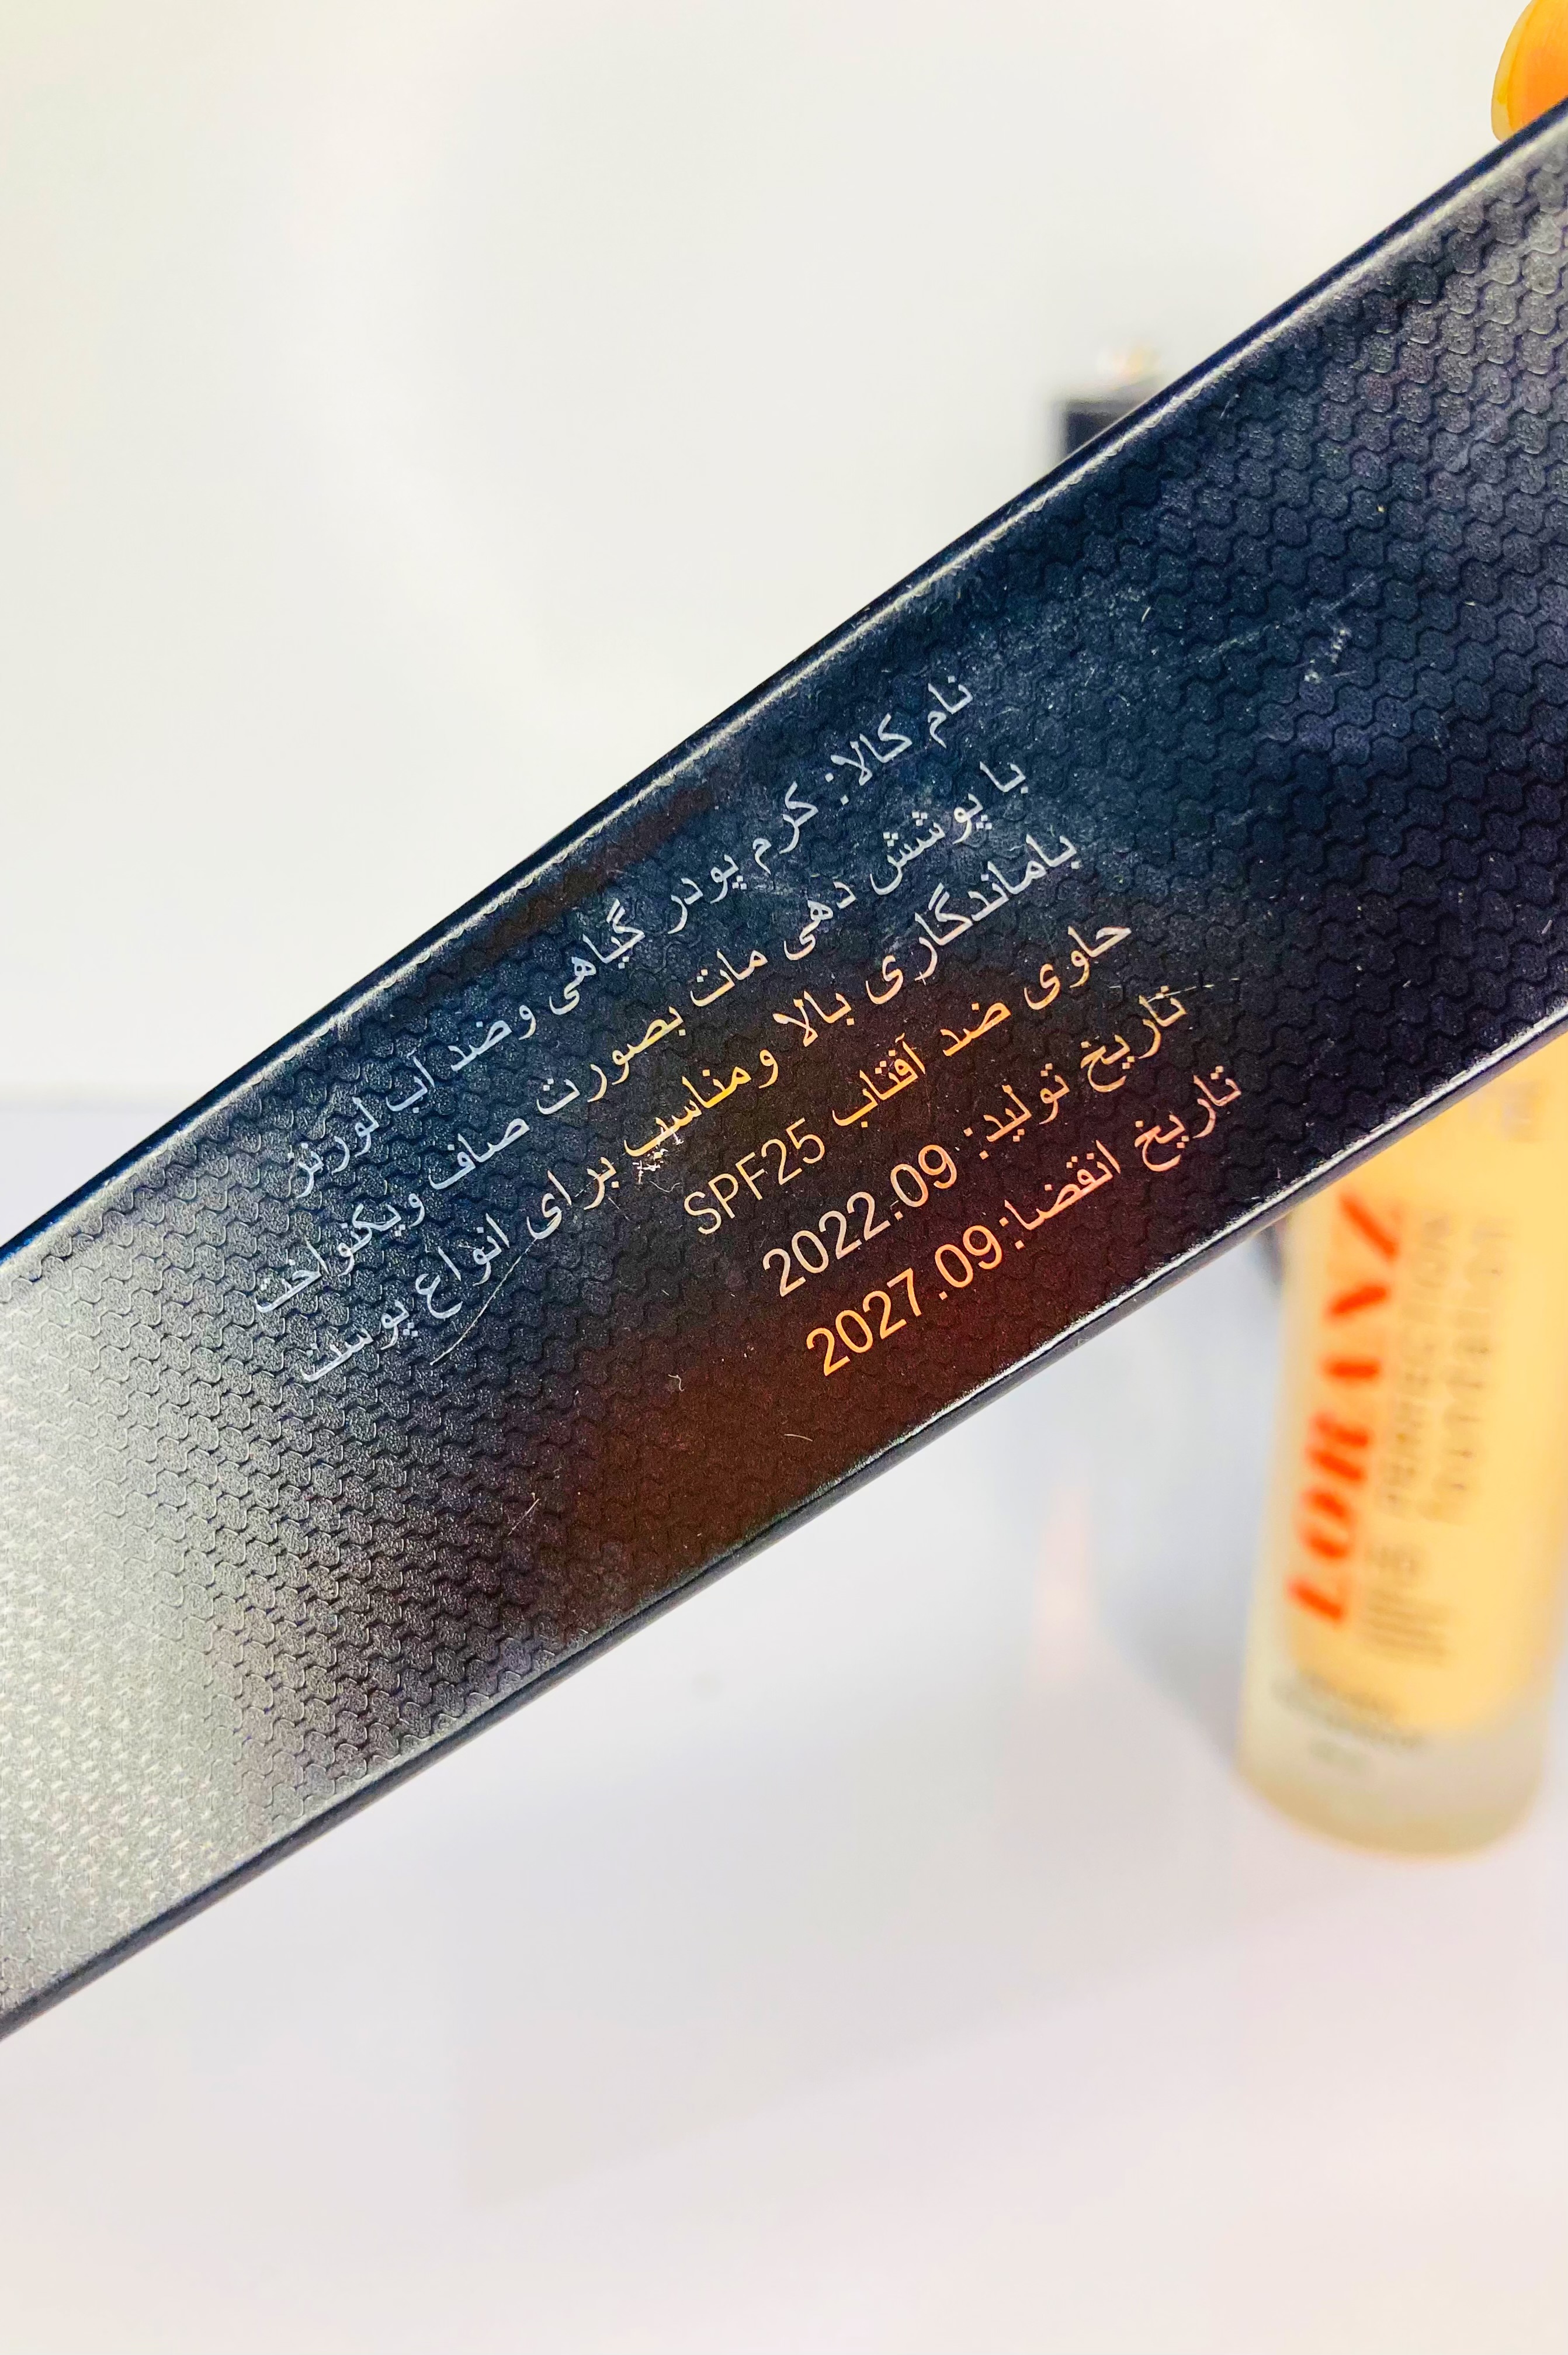 نام کالا: کرم پودر گیاهی وضد آب لورنز
با پوشش دهی مات بصورت صاف ویکنواخت
باماندگاری بالا ومناسب برای انواع پوست
حاوی ضد آفتاب SPF25
تاریخ تولید: 2022.09
تاریخ انقضا:2027.09
LORANZ